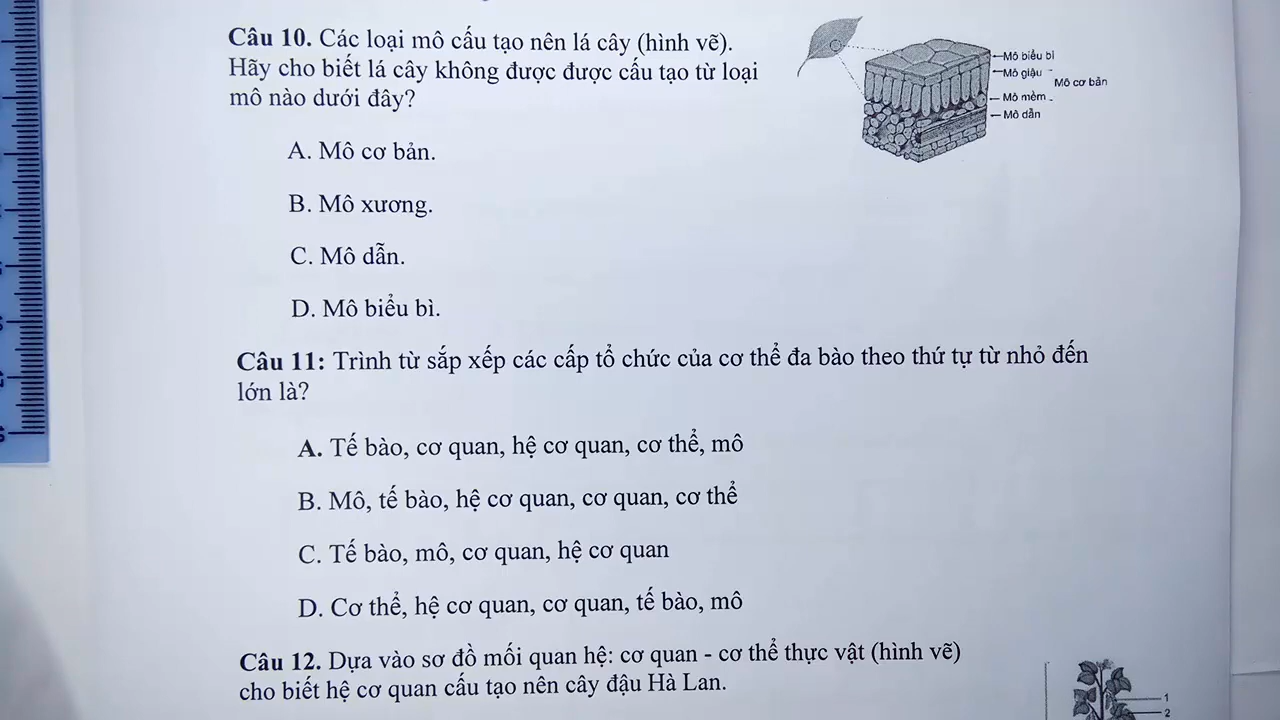 Câu 10. Các loại mô cấu tạo nên lá cây (hình vẽ).
Hãy cho biết lá cây không được được cấu tạo từ loại
mô nào dưới đây?
Mô biểu bì
Mô giậu
Mô cơ bản
Mô mềm
Mô dẫn
A. Mô cơ bản.
B. Mô xương.
C. Mô dẫn.
D. Mô biểu bì.
Câu 11: Trình từ sắp xếp các cấp tổ chức của cơ thể đa bào theo thứ tự từ nhỏ đến
lớn là?
A. Tế bào, cơ quan, hệ cơ quan, cơ thể, mô
B. Mô, tế bào, hệ cơ quan, cơ quan, cơ thể
C. Tế bào, mô, cơ quan, hệ cơ quan
D. Cơ thể, hệ cơ quan, cơ quan, tế bào, mô
Câu 12. Dựa vào sơ đồ mối quan hệ: cơ quan - cơ thể thực vật (hình vẽ)
cho biết hệ cơ quan cấu tạo nên cây đậu Hà Lan.
1
2